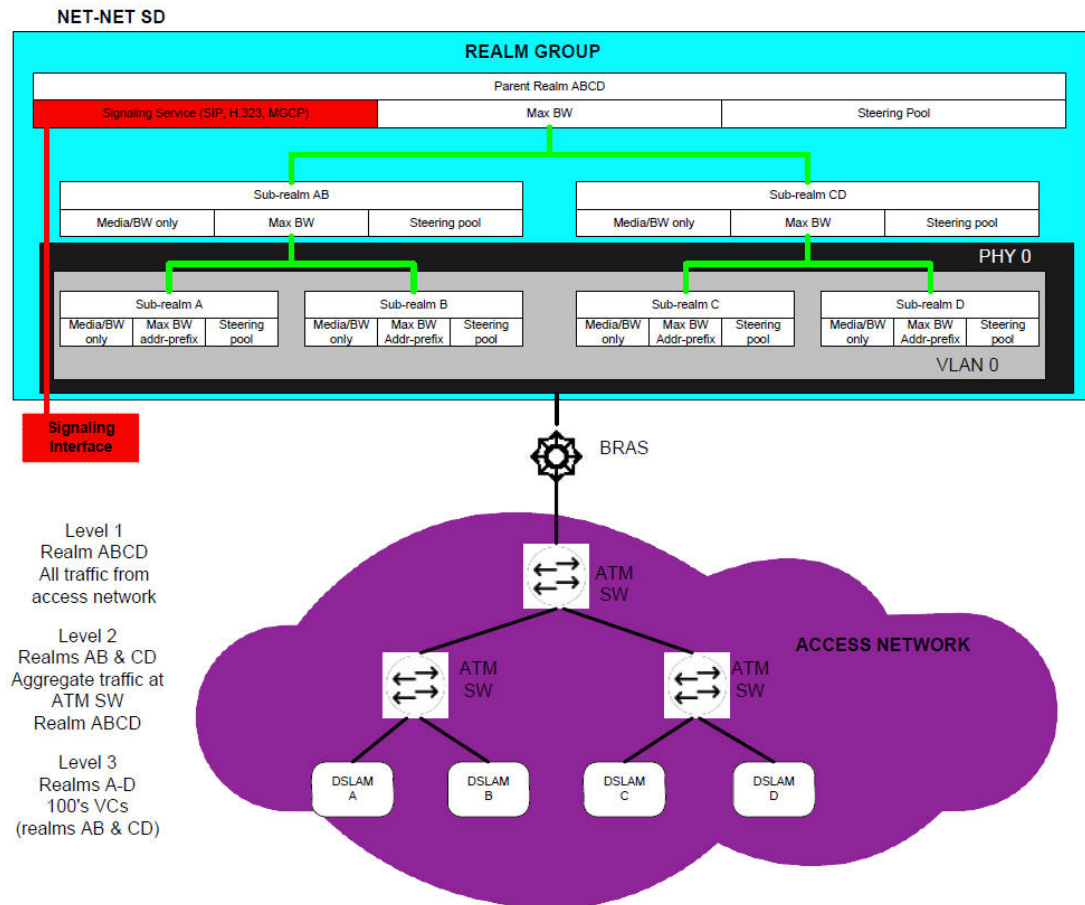 NET-NET SD
REALM GROUP
Parent Realm ABCD
Signaling Service (SIP, H.323, MGCP)
Max BW
Steering Pool
Sub-realm AB
Media/BW only
Max BW
Steering pool
Sub-realm CD
Media/BW only
Max BW
Steering pool
PHY 0
Sub-realm A
Media/BW
only
Max BW
addr-prefix
Steering
pool
Sub-realm B
Media/BW
only
Max BW
Addr-prefix
Steering
pool
Sub-realm C
Media/BW
only
Max BW
Addr-prefix
Steering
pool
Sub-realm D
Media/BW
only
Max BW
Addr-prefix
Steering
pool
VLAN 0
Signaling
Interface
BRAS
Level 1
Realm ABCD
All traffic from
access network
ATM
SW
Level 2
Realms AB & CD
Aggregate traffic at
ATM SW
Realm ABCD
ATM
SW
ATM
SW
ACCESS NETWORK
Level 3
Realms A-D
100's VCs
(realms AB & CD)
DSLAM
A
DSLAM
B
DSLAM
C
DSLAM
D